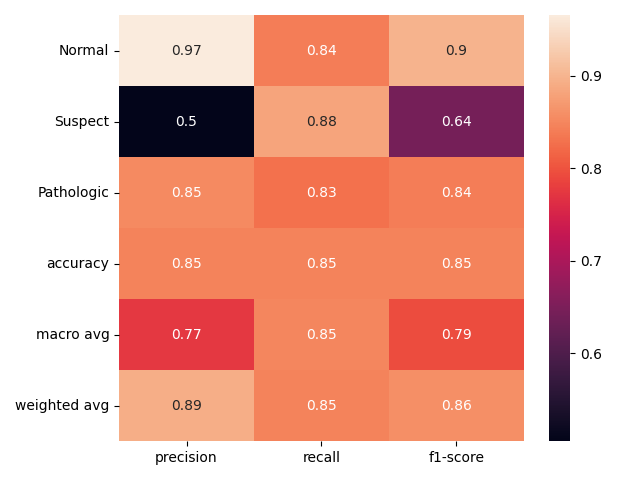 Normal 0.97 0.84 0.9
Suspect 0.5 0.88 0.64
Pathologic 0.85 0.83 0.84
accuracy 0.85 0.85 0.85
macro avg 0.77 0.85 0.79
weighted avg 0.89 0.85 0.86
precision recall f1-score
0.9
0.8
0.7
0.6